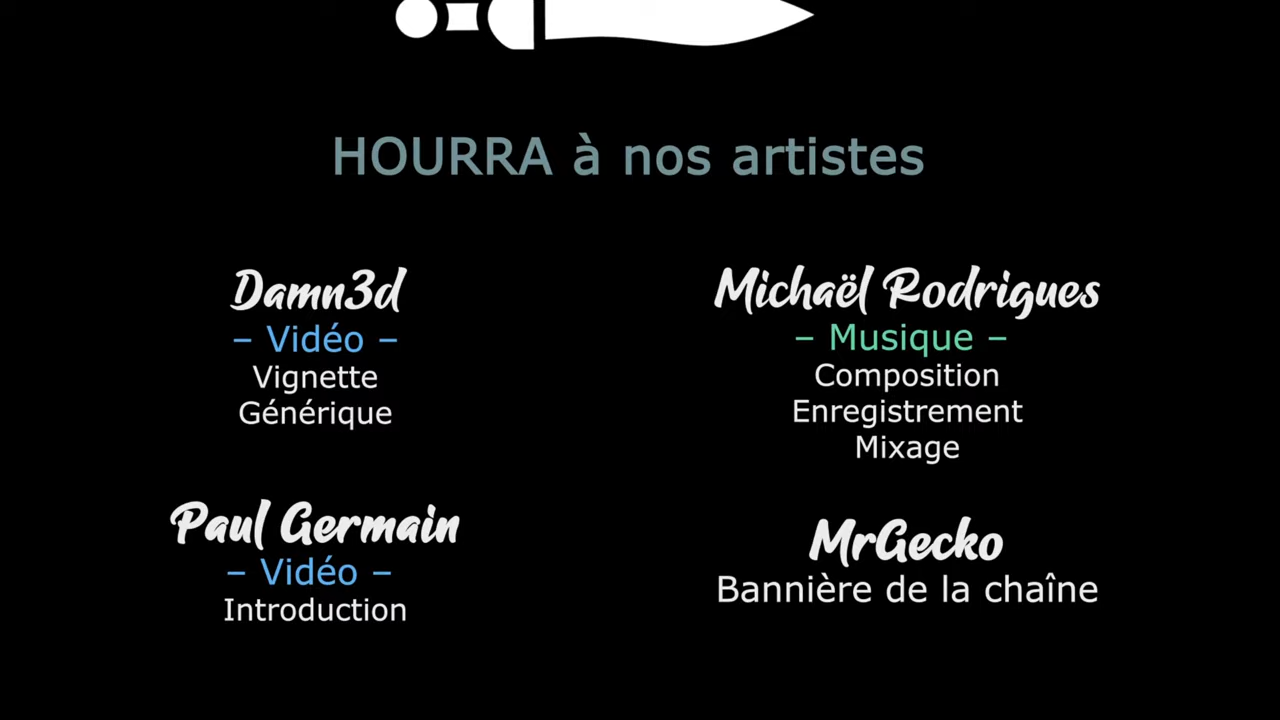 HOURRA à nos artistes
Damn3d
– Vidéo –
Vignette
Générique
Michaël Rodrigues
– Musique –
Composition
Enregistrement
Mixage
Paul Germain
– Vidéo –
Introduction
MrGecko
Bannière de la chaîne